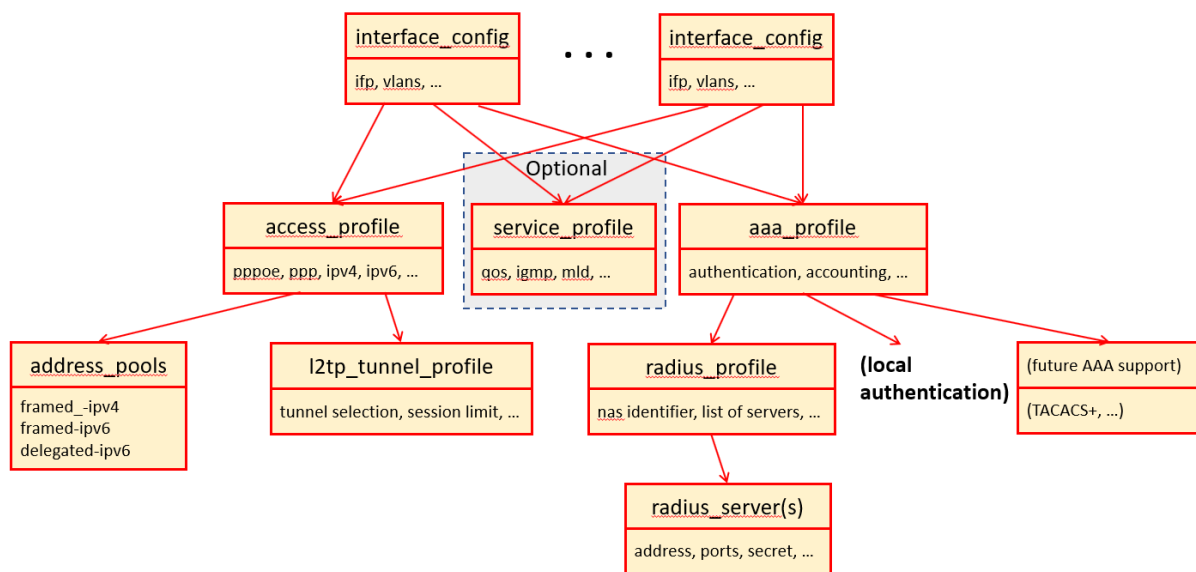 interface_config
ifp, vlans, ...
. . .
interface_config
ifp, vlans, ...
Optional
access_profile
pppoe, ppp, ipv4, ipv6, ...
service_profile
qos, igmp, mld, ...
aaa_profile
authentication, accounting, ...
address_pools
framed_-ipv4
framed-ipv6
delegated-ipv6
l2tp_tunnel_profile
tunnel selection, session limit, ...
radius_profile
nas identifier, list of servers, ...
(local
authentication)
(future AAA support)
(TACACS+, ...)
radius_server(s)
address, ports, secret, ...